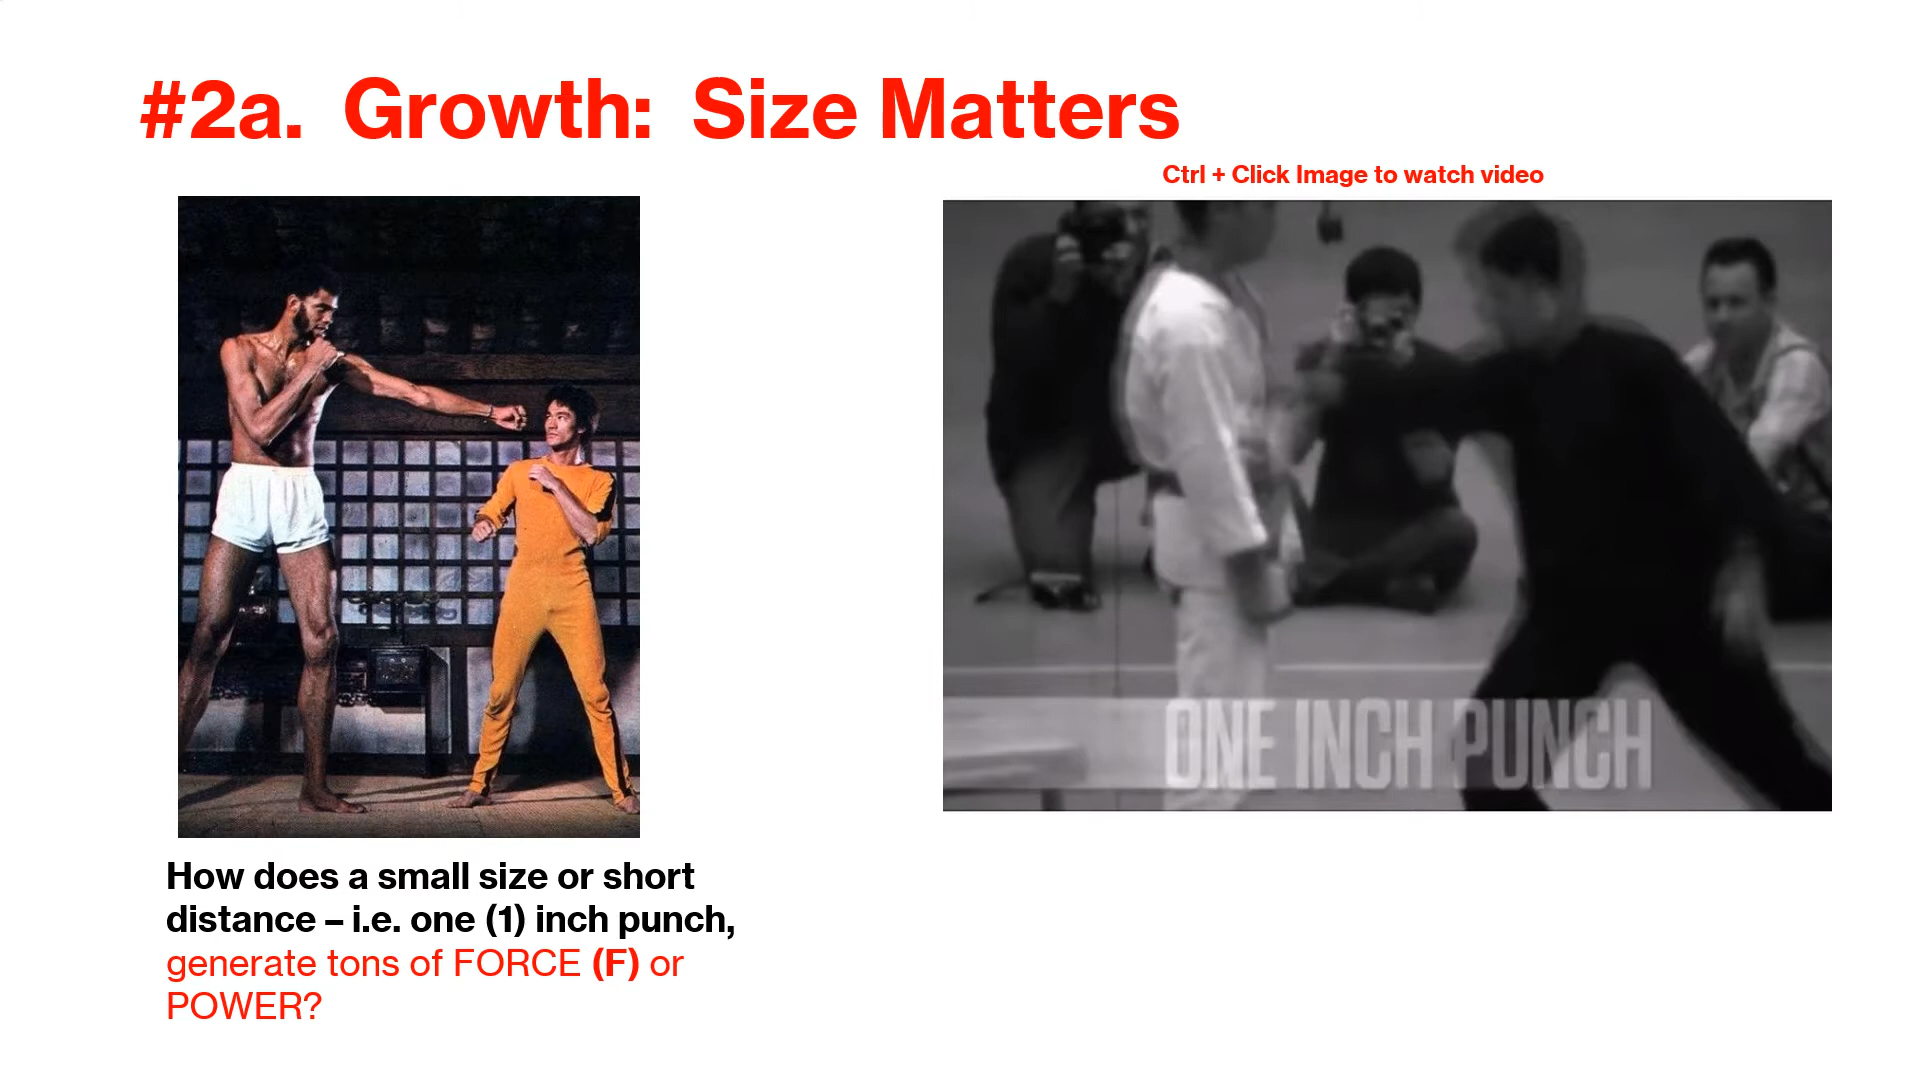 #2a. Growth: Size Matters
Ctrl + Click Image to watch video
ONE INCH PUNCH
How does a small size or short
distance – i.e. one (1) inch punch,
generate tons of FORCE (F) or
POWER?